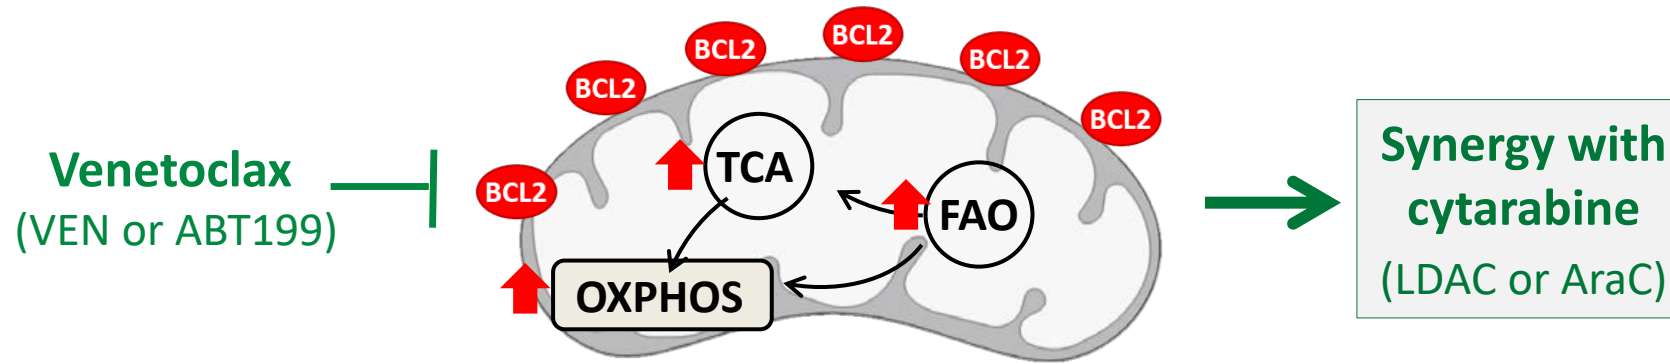 Venetoclax
(VEN or ABT199)
BCL2
BCL2
BCL2
BCL2
BCL2
BCL2
TCA
FAO
OXPHOS
Synergy with
cytarabine
(LDAC or AraC)